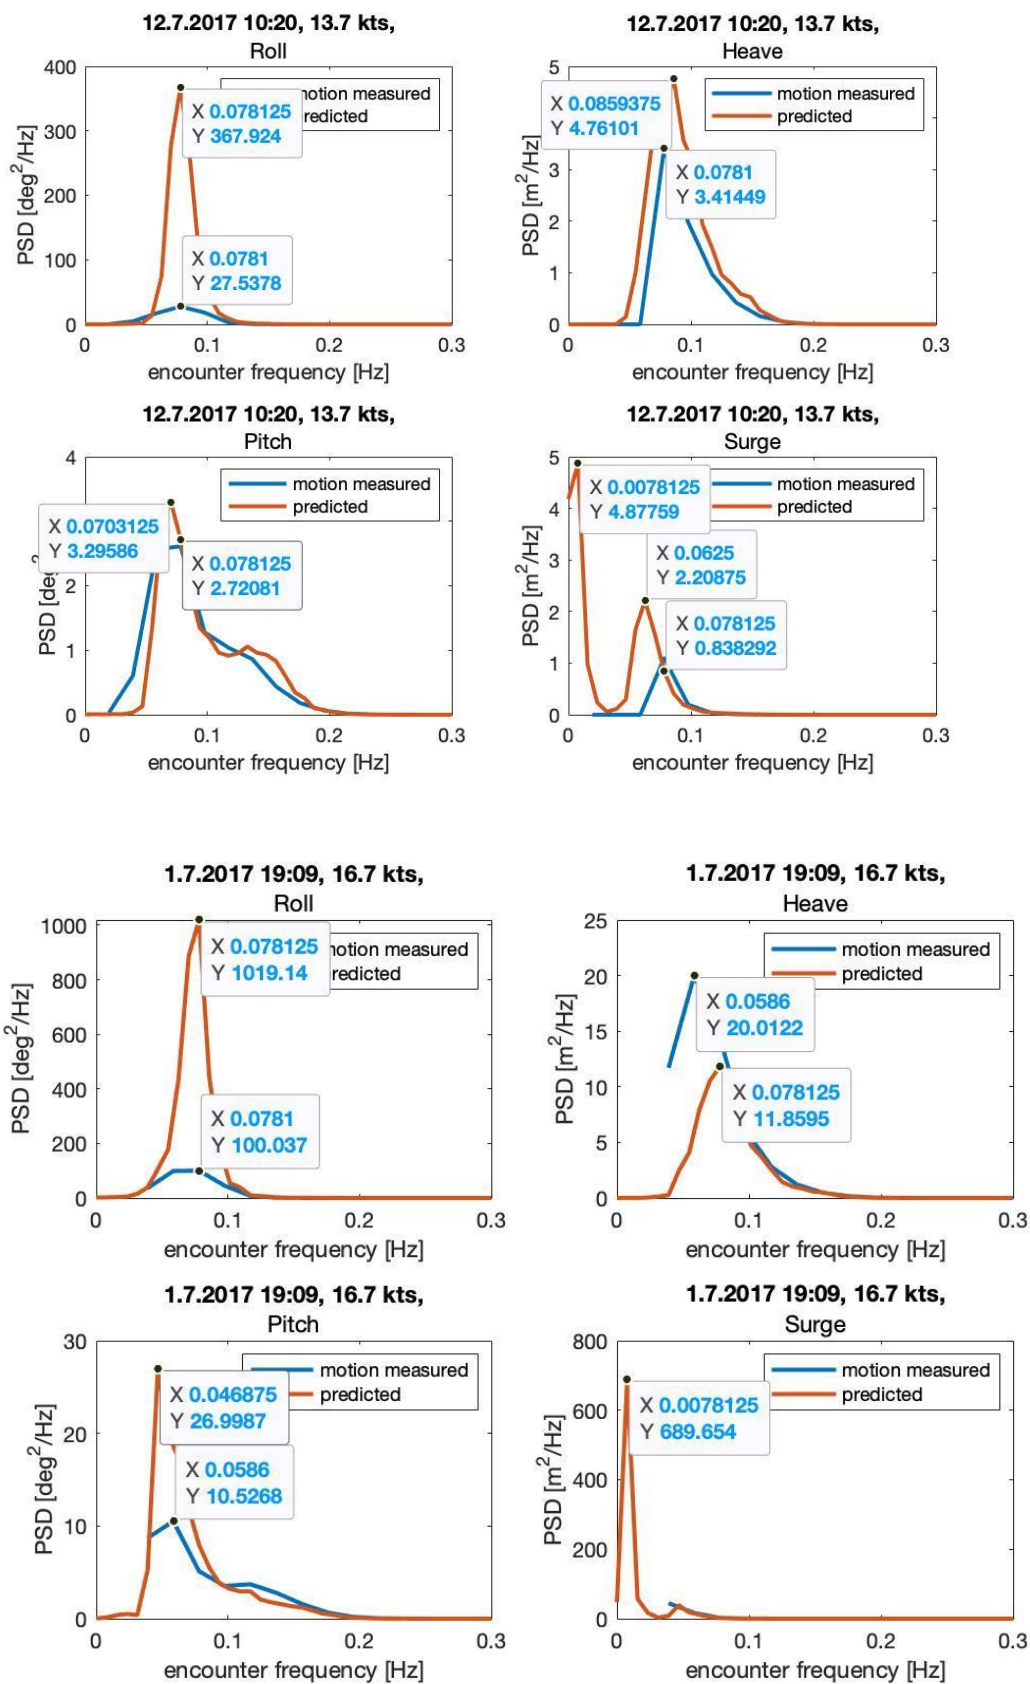 12.7.2017 10:20, 13.7 kts,
Roll
400
300
200
100
0
PSD [deg²/Hz]
0 0.1 0.2 0.3
encounter frequency [Hz]
motion measured
redicted
X 0.078125
Y 367.924
X 0.0781
Y 27.5378
12.7.2017 10:20, 13.7 kts,
Heave
5
3
2
1
0
PSD [m²/Hz]
0 0.1 0.2 0.3
encounter frequency [Hz]
motion measured
predicted
X 0.0859375
Y 4.76101
X 0.0781
Y 3.41449
12.7.2017 10:20, 13.7 kts,
Pitch
4
2
1
0
PSD [deg²
0 0.1 0.2 0.3
encounter frequency [Hz]
motion measured
predicted
X 0.0703125
Y 3.29586
X 0.078125
Y 2.72081
12.7.2017 10:20, 13.7 kts,
Surge
5
4
3
2
1
0
PSD [m²/Hz]
0 0.1 0.2 0.3
encounter frequency [Hz]
motion measured
predicted
X 0.0078125
Y 4.87759
X 0.0625
Y 2.20875
X 0.078125
Y 0.838292
1.7.2017 19:09, 16.7 kts,
Roll
1000
800
600
400
200
0
PSD [deg²/Hz]
0 0.1 0.2 0.3
encounter frequency [Hz]
motion measured
redicted
X 0.078125
Y 1019.14
X 0.0781
Y 100.037
1.7.2017 19:09, 16.7 kts,
Heave
25
20
15
10
5
0
PSD [m²/Hz]
0 0.1 0.2 0.3
encounter frequency [Hz]
motion measured
predicted
X 0.0586
Y 20.0122
X 0.078125
Y 11.8595
1.7.2017 19:09, 16.7 kts,
Pitch
30
20
10
0
PSD [deg²/Hz]
0 0.1 0.2 0.3
encounter frequency [Hz]
motion measured
predicted
X 0.046875
Y 26.9987
X 0.0586
Y 10.5268
1.7.2017 19:09, 16.7 kts,
Surge
800
600
400
200
0
PSD [m²/Hz]
0 0.1 0.2 0.3
encounter frequency [Hz]
motion measured
predicted
X 0.0078125
Y 689.654